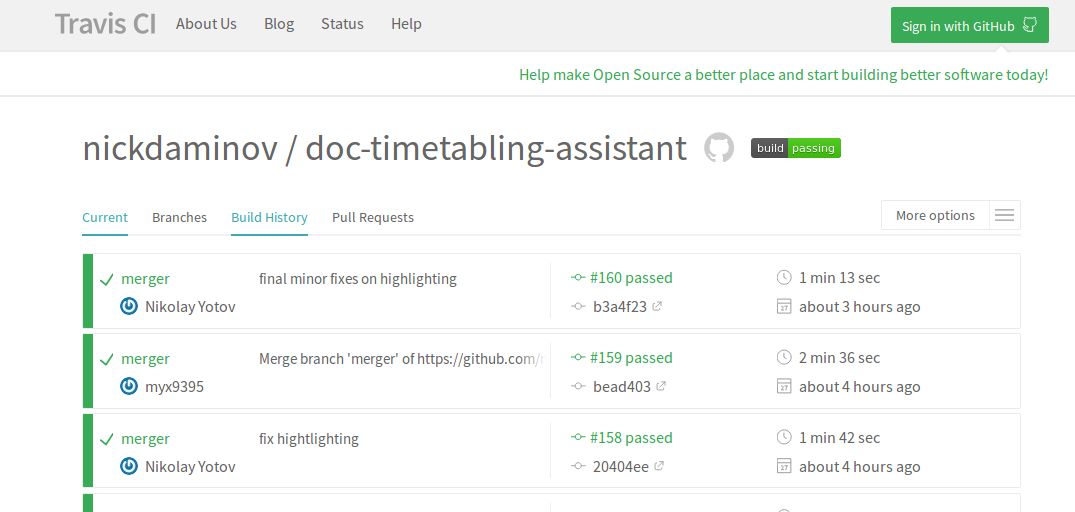 Travis CI About Us Blog Status Help Sign in with GitHub
Help make Open Source a better place and start building better software today!
nickdaminov / doc-timetabling-assistant build passing
Current Branches Build History Pull Requests More options
merger final minor fixes on highlighting #160 passed 1 min 13 sec
Nikolay Yotov b3a4f23 27 about 3 hours ago
merger Merge branch 'merger' of https://github.com/ #159 passed 2 min 36 sec
myx9395 bead403 27 about 4 hours ago
merger fix hightlighting #158 passed 1 min 42 sec
Nikolay Yotov 20404ee 27 about 4 hours ago